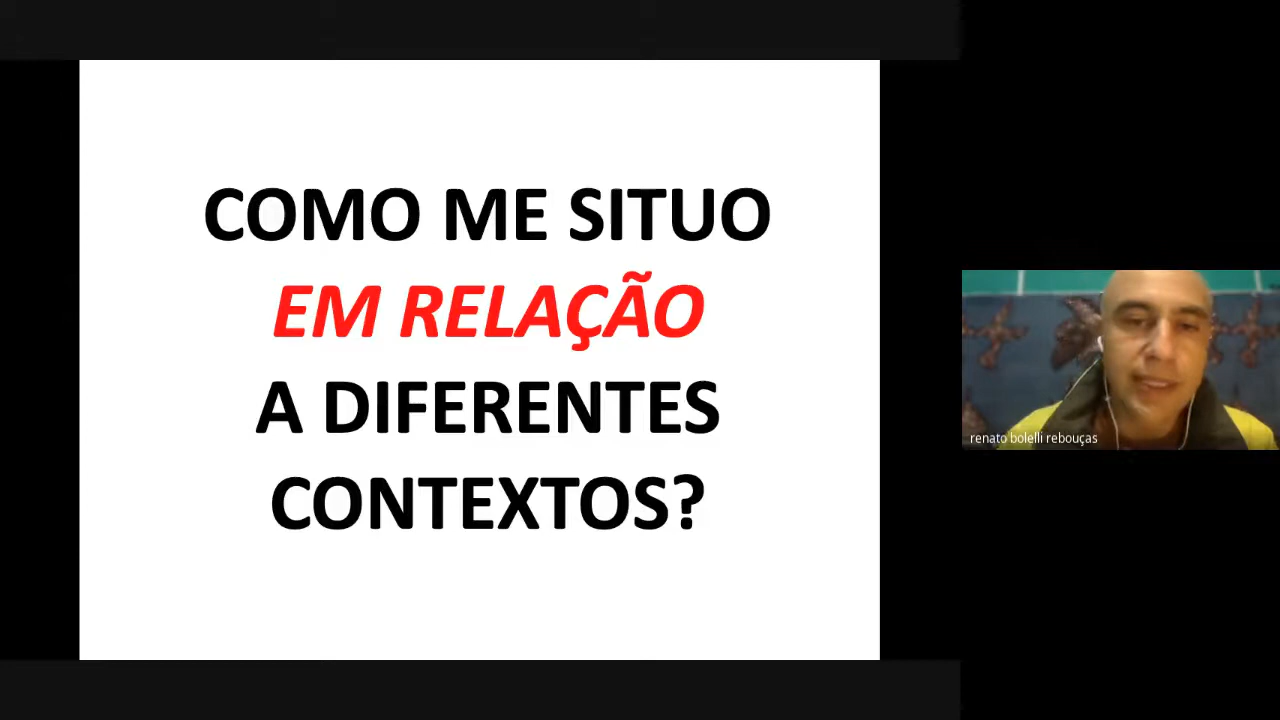 COMO ME SITUO
EM RELAÇÃO
A DIFERENTES
CONTEXTOS?
renato bolelli rebouças